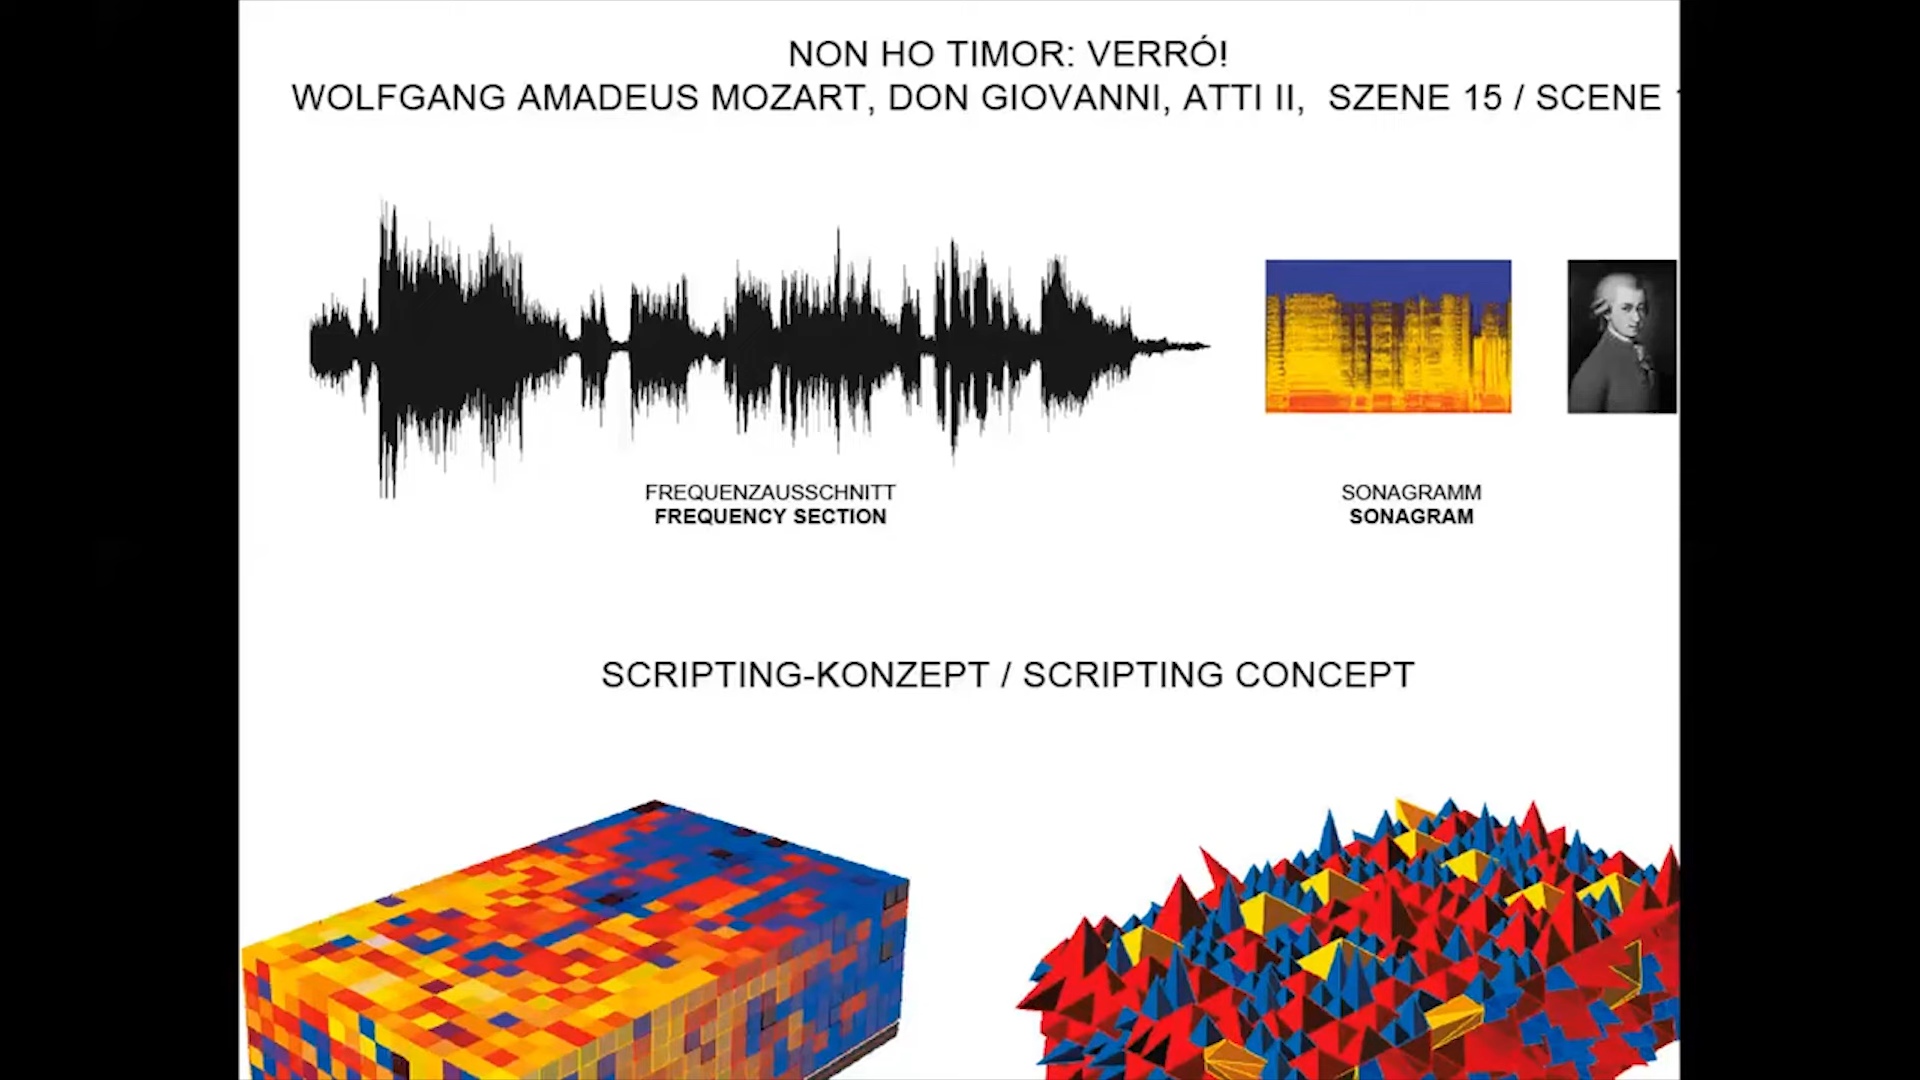 NON HO TIMOR: VERRÓ!
WOLFGANG AMADEUS MOZART, DON GIOVANNI, ATTI II, SZENE 15 / SCENE
FREQUENZAUSSCHNITT
FREQUENCY SECTION
SONAGRAMM
SONAGRAM
SCRIPTING-KONZEPT / SCRIPTING CONCEPT